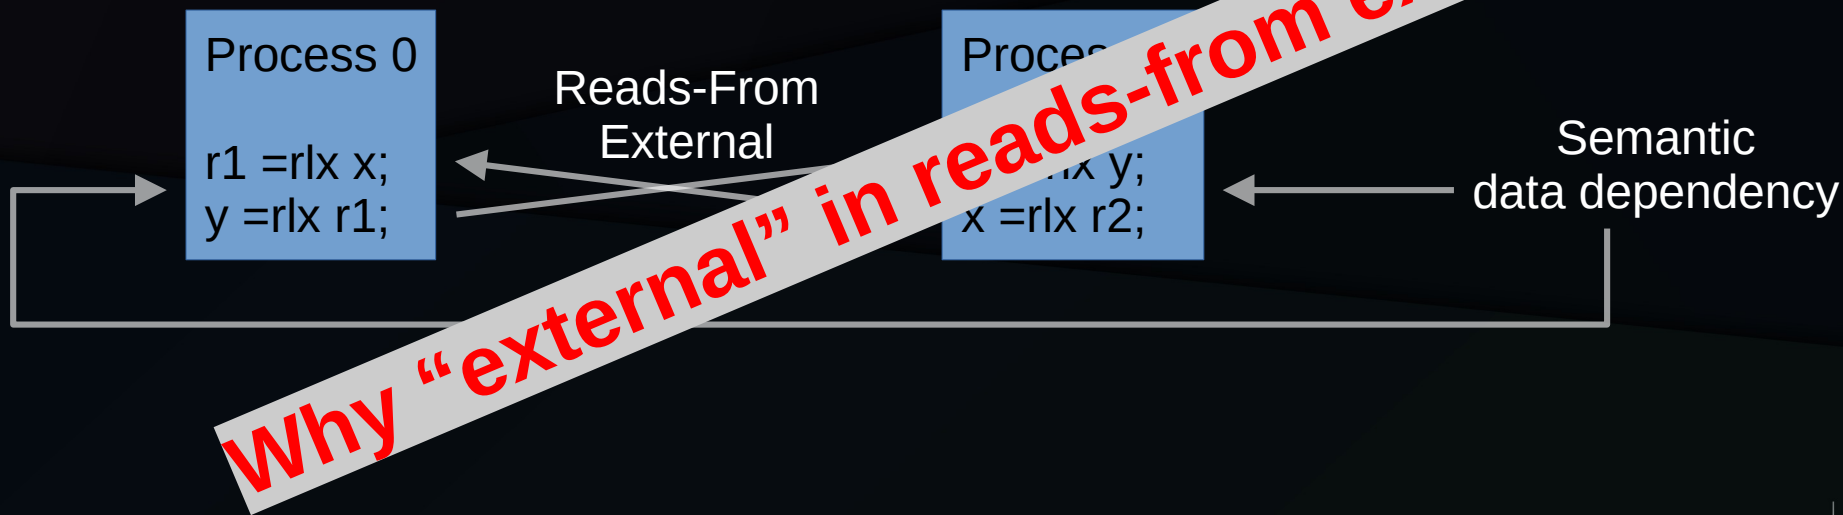 Process 0
r1 =rlx x;
y =rlx r1;
Reads-From
External
y;
x =rlx r2;
Semantic
data dependency
Why “external” in reads-from